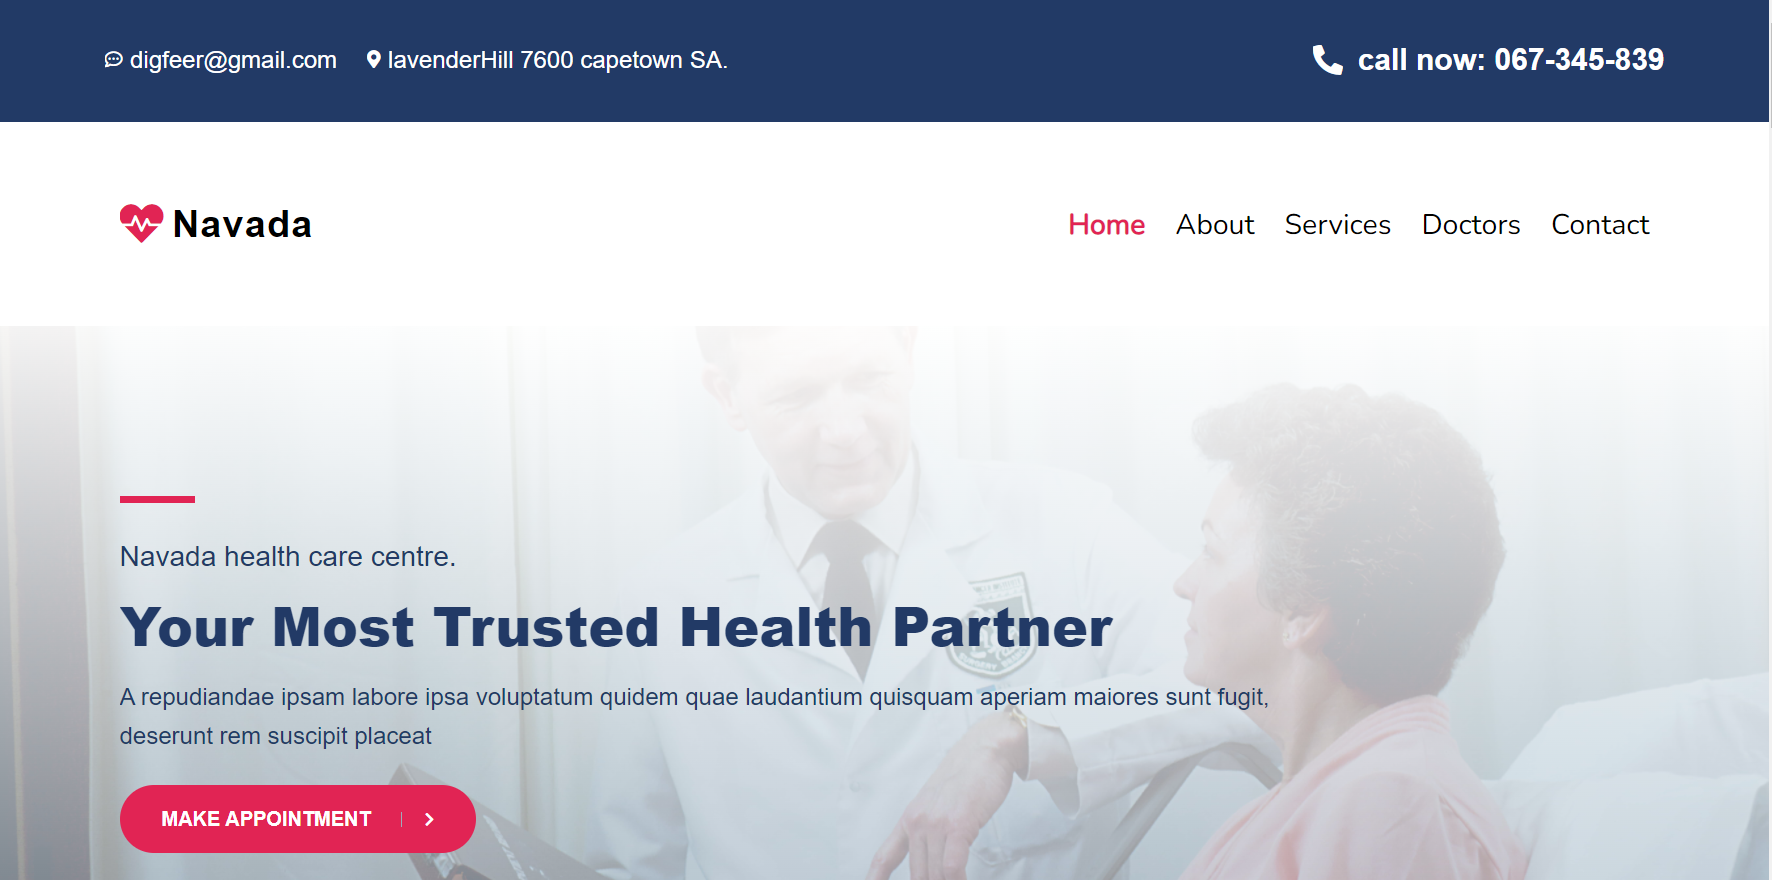 digfeer@gmail.com lavenderHill 7600 capetown SA. call now: 067-345-839
Navada Home About Services Doctors Contact
Navada health care centre.
Your Most Trusted Health Partner
A repudiandae ipsam labore ipsa voluptatum quidem quae laudantium quisquam aperiam maiores sunt fugit,
deserunt rem suscipit placeat
MAKE APPOINTMENT